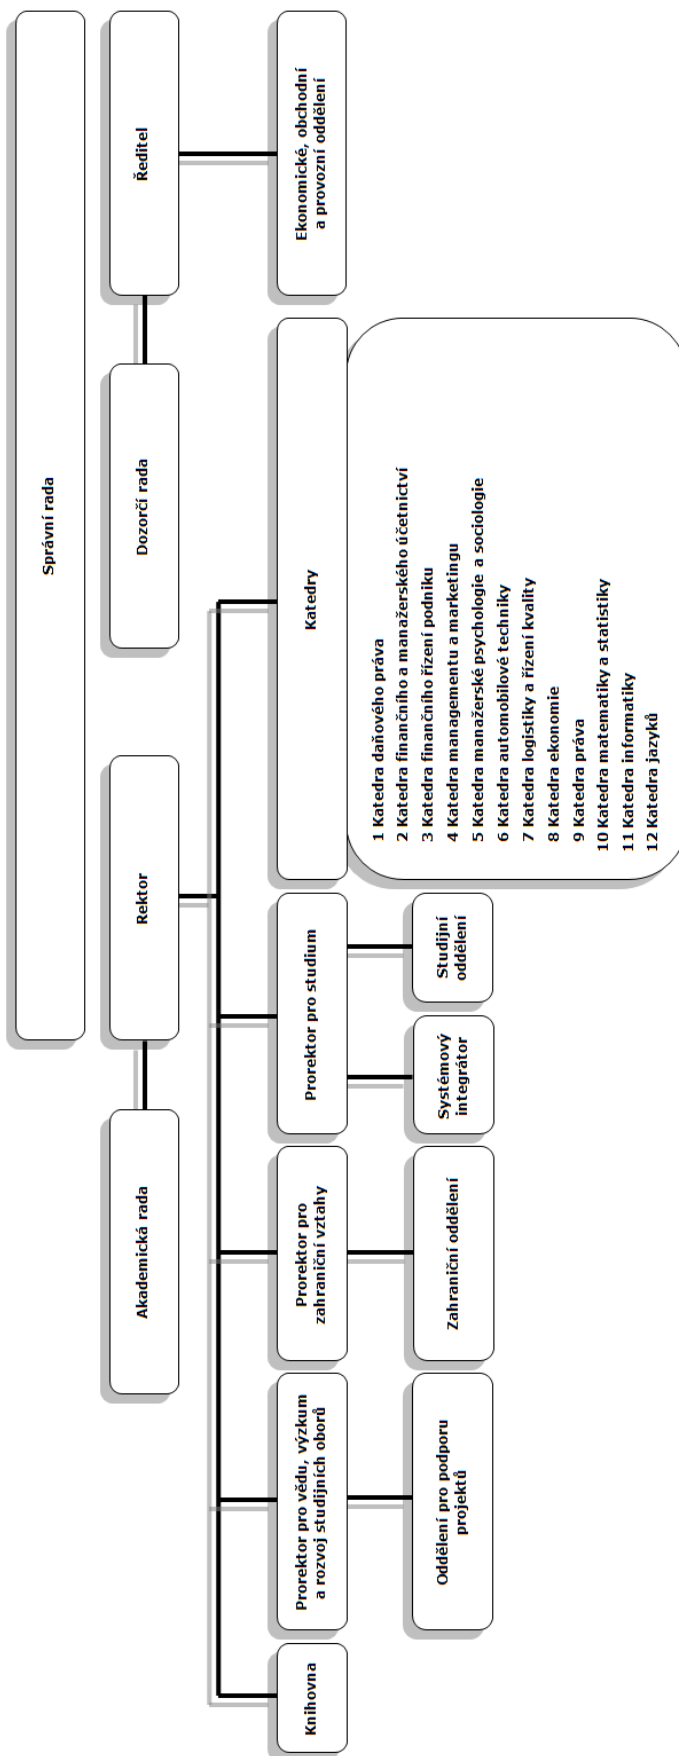 Správní rada
Akademická rada
Rektor
Dozorčí rada
Ředitel
Knihovna
Prorektor pro vědu, výzkum
a rozvoj studijních oborů
Prorektor pro
zahraniční vztahy
Prorektor pro studium
Katedry
Ekonomické, obchodní
a provozní oddělení
Oddělení pro podporu
projektů
Zahraniční oddělení
Systémový
integrátor
Studijní
oddělení
1 Katedra daňového práva
2 Katedra finančního a manažerského účetnictví
3 Katedra finančního řízení podniku
4 Katedra managementu a marketingu
5 Katedra manažerské psychologie a sociologie
6 Katedra automobilové techniky
7 Katedra logistiky a řízení kvality
8 Katedra ekonomie
9 Katedra práva
10 Katedra matematiky a statistiky
11 Katedra informatiky
12 Katedra jazyků